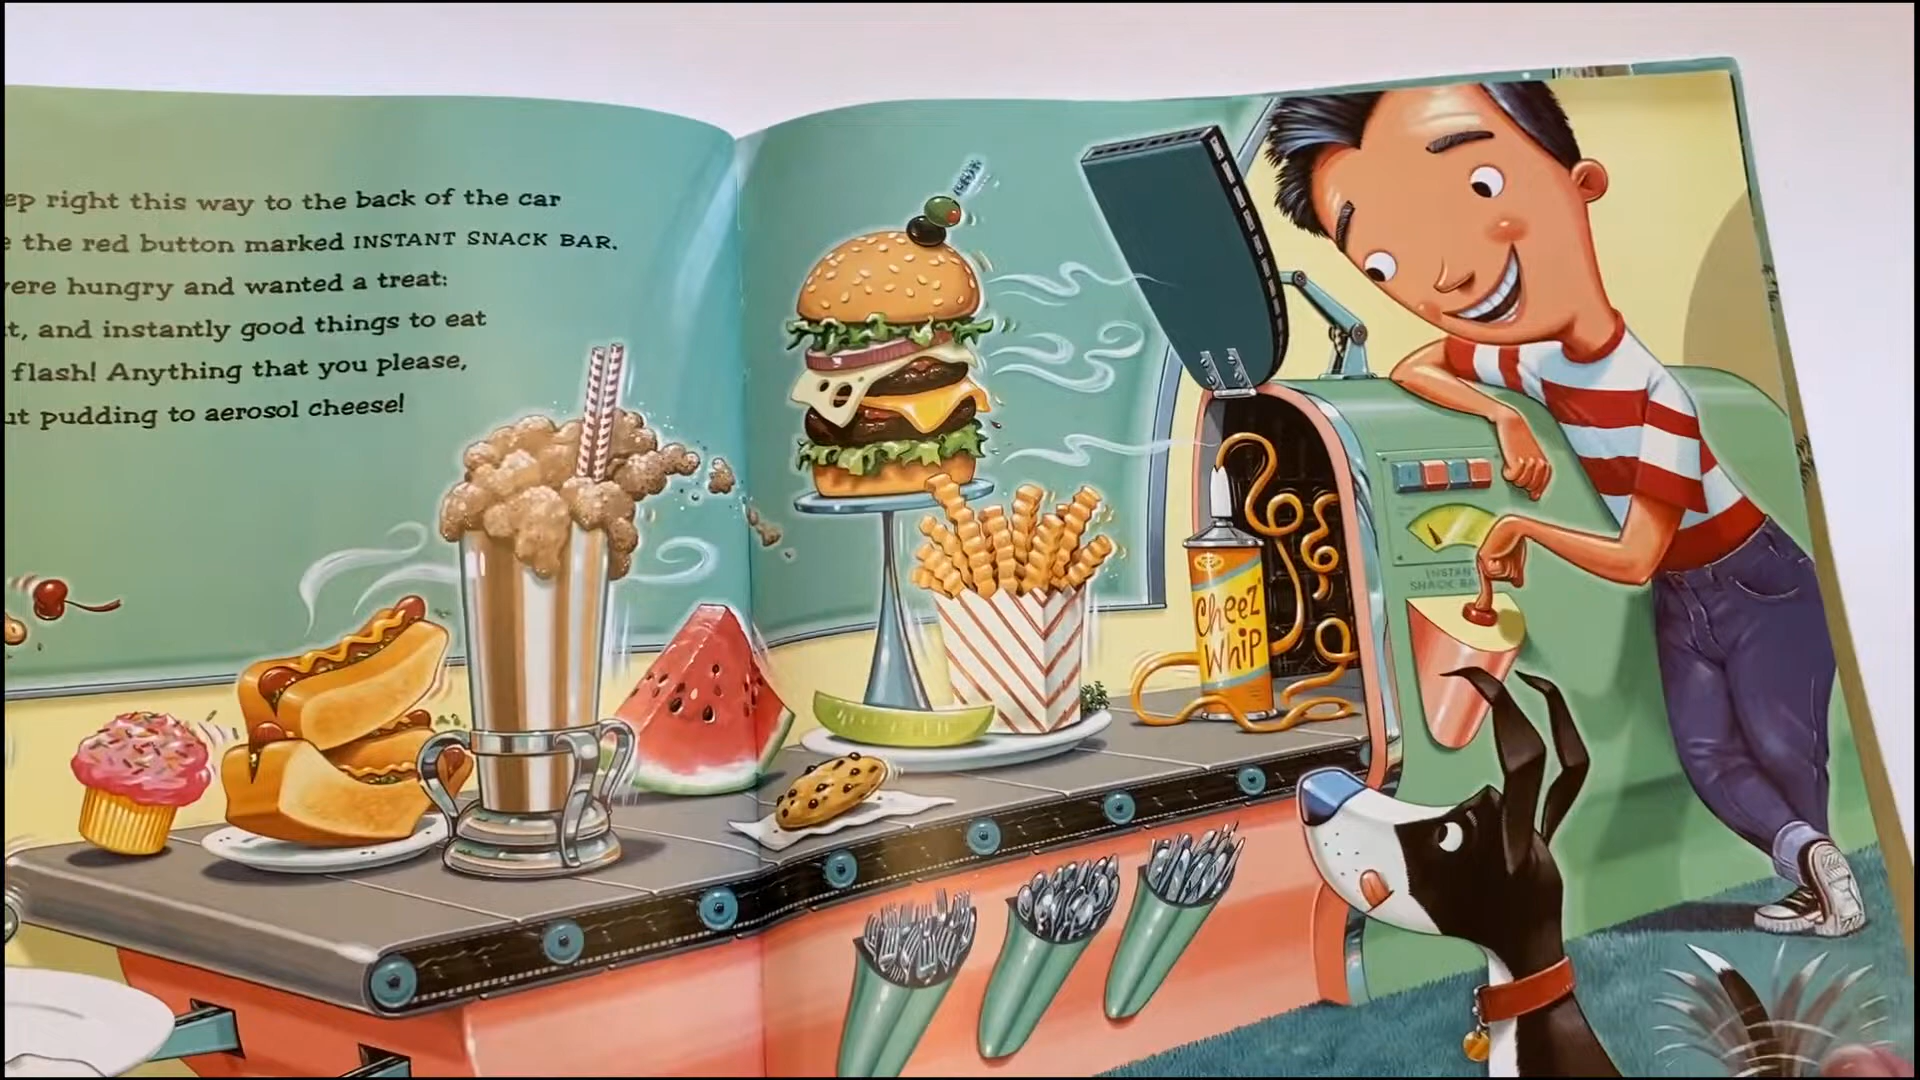 ep right this way to the back of the car
e the red button marked INSTANT SNACK BAR.
ere hungry and wanted a treat:
t, and instantly good things to eat
flash! Anything that you please,
ut pudding to aerosol cheese!
Cheez
Whip
INSTANT
SNACK BA